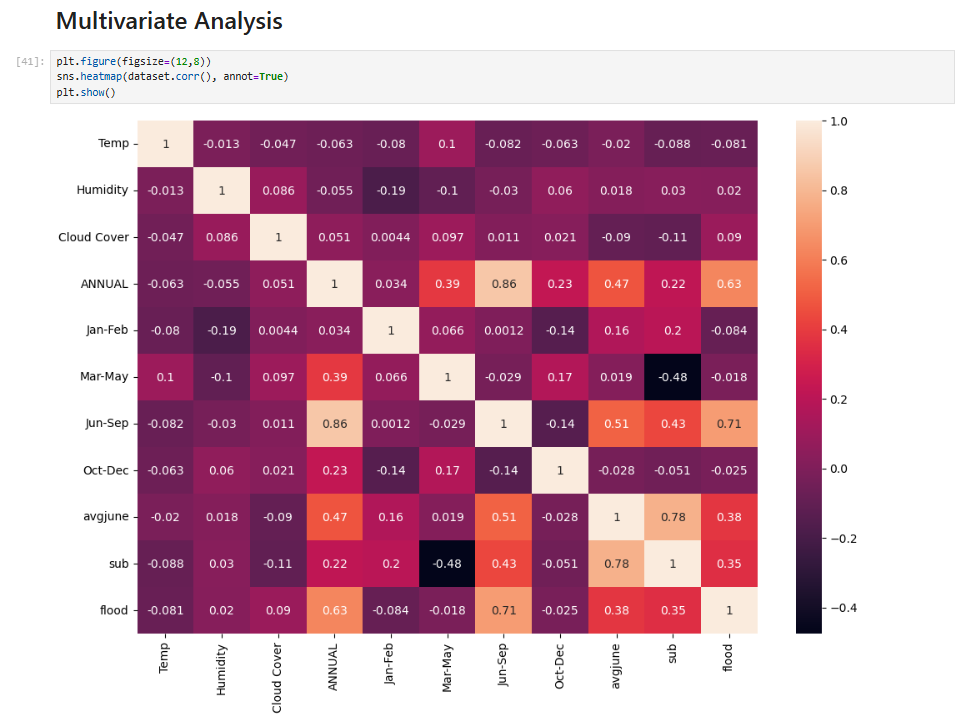 Multivariate Analysis
[41]:
plt.figure(figsize=(12,8))
sns.heatmap(dataset.corr(), annot=True)
plt.show()
Temp 1 -0.013 -0.047 -0.063 -0.08 0.1 -0.082 -0.063 -0.02 -0.088 -0.081
Humidity -0.013 1 0.086 -0.055 -0.19 -0.1 -0.03 0.06 0.018 0.03 0.02
Cloud Cover -0.047 0.086 1 0.051 0.0044 0.097 0.011 0.021 -0.09 -0.11 0.09
ANNUAL -0.063 -0.055 0.051 1 0.034 0.39 0.86 0.23 0.47 0.22 0.63
Jan-Feb -0.08 -0.19 0.0044 0.034 1 0.066 0.0012 -0.14 0.16 0.2 -0.084
Mar-May 0.1 -0.1 0.097 0.39 0.066 1 -0.029 0.17 0.019 -0.48 -0.018
Jun-Sep -0.082 -0.03 0.011 0.86 0.0012 -0.029 1 -0.14 0.51 0.43 0.71
Oct-Dec -0.063 0.06 0.021 0.23 -0.14 0.17 -0.14 1 -0.028 -0.051 -0.025
avgjune -0.02 0.018 -0.09 0.47 0.16 0.019 0.51 -0.028 1 0.78 0.38
sub -0.088 0.03 -0.11 0.22 0.2 -0.48 0.43 -0.051 0.78 1 0.35
flood -0.081 0.02 0.09 0.63 -0.084 -0.018 0.71 -0.025 0.38 0.35 1
Temp
Humidity
Cloud Cover
ANNUAL
Jan-Feb
Mar-May
Jun-Sep
Oct-Dec
avgjune
sub
flood
1.0
0.8
0.6
0.4
0.2
0.0
−0.2
−0.4